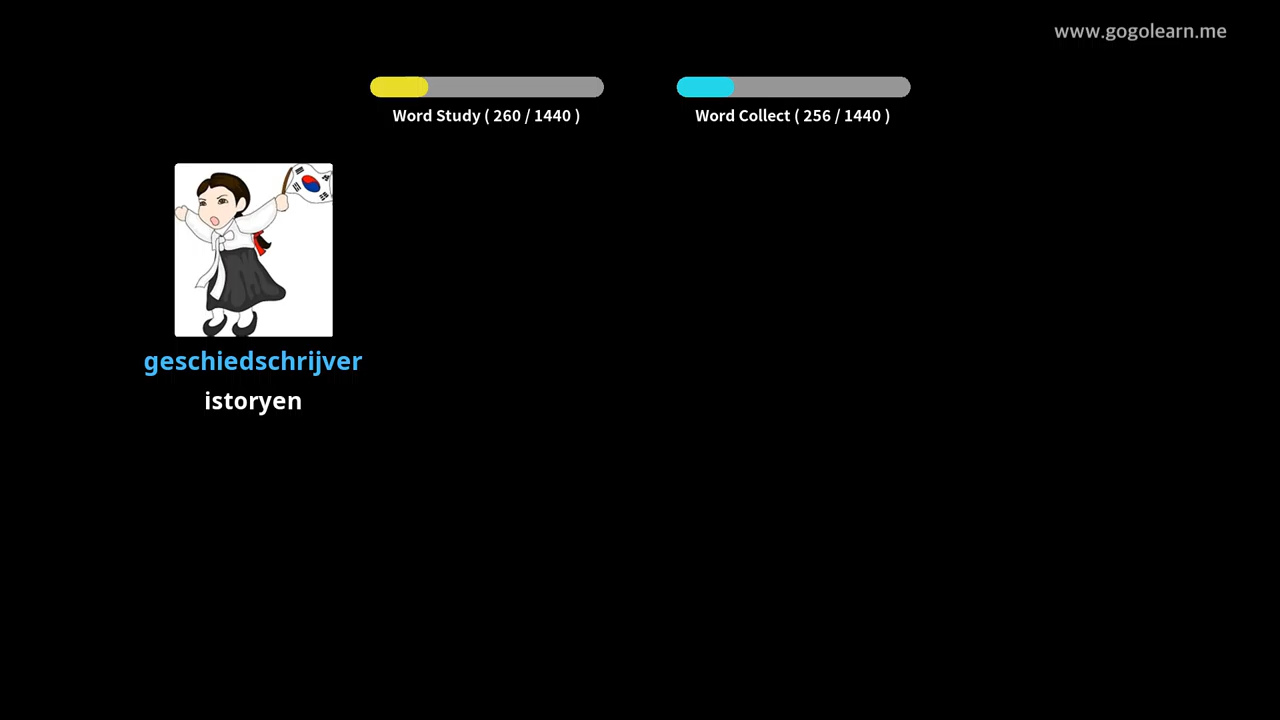 www.gogolearn.me
Word Study ( 260 / 1440 )
Word Collect ( 256 / 1440 )
geschiedschrijver
istoryen